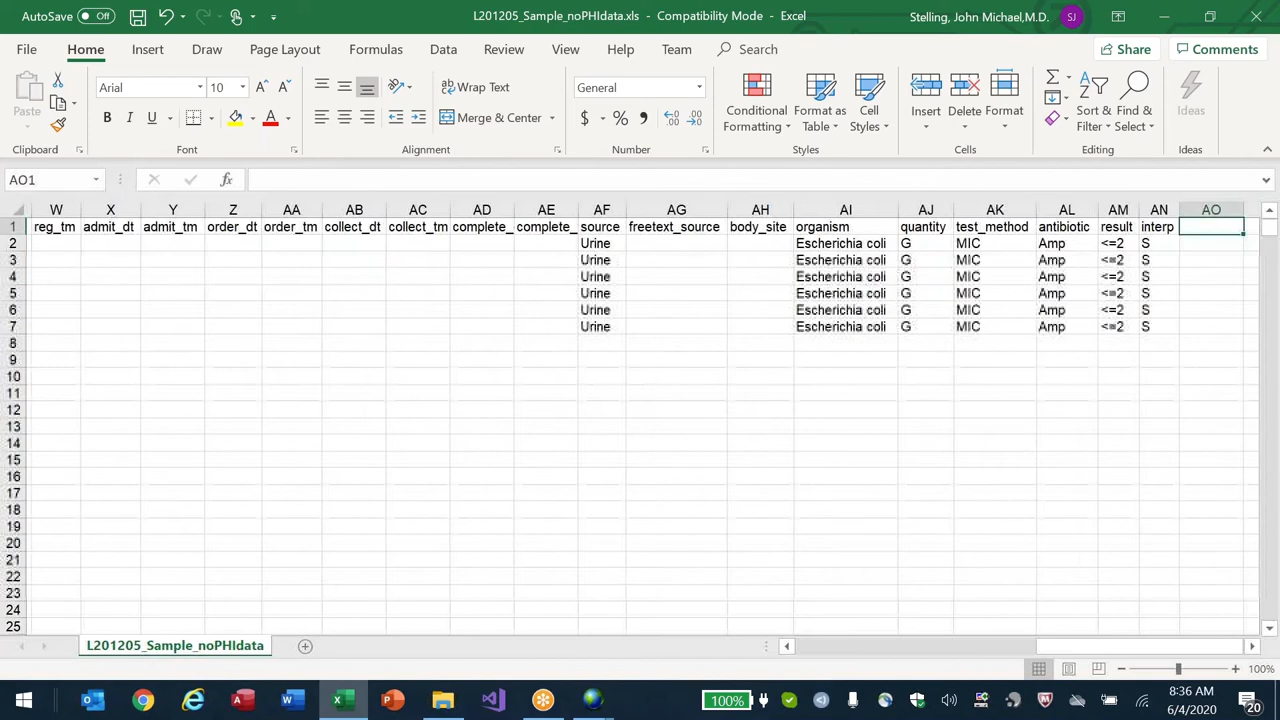 AutoSave Off L201205_Sample_noPHIdata.xls - Compatibility Mode - Excel Stelling, John Michael,M.D. SJ
File Home Insert Draw Page Layout Formulas Data Review View Help Team Search Share Comments
Paste Arial 10 Wrap Text General Conditional Formatting Format as Table Cell Styles Insert Delete Format Sort & Filter Find & Select Ideas
B I U A Merge & Center $ % ,
Clipboard Font Alignment Number Styles Cells Editing Ideas
AO1 fx
W X Y Z AA AB AC AD AE AF AG AH AI AJ AK AL AM AN AO
1 reg_tm admit_dt admit_tm order_dt order_tm collect_dt collect_tm complete_ complete_ source freetext_source body_site organism quantity test_method antibiotic result interp
2 Urine Escherichia coli G MIC Amp <=2 S
3 Urine Escherichia coli G MIC Amp <=2 S
4 Urine Escherichia coli G MIC Amp <=2 S
5 Urine Escherichia coli G MIC Amp <=2 S
6 Urine Escherichia coli G MIC Amp <=2 S
7 Urine Escherichia coli G MIC Amp <=2 S
8
9
10
11
12
13
14
15
16
17
18
19
20
21
22
23
24
25
L201205_Sample_noPHIdata
100%
100% 8:36 AM
6/4/2020 20